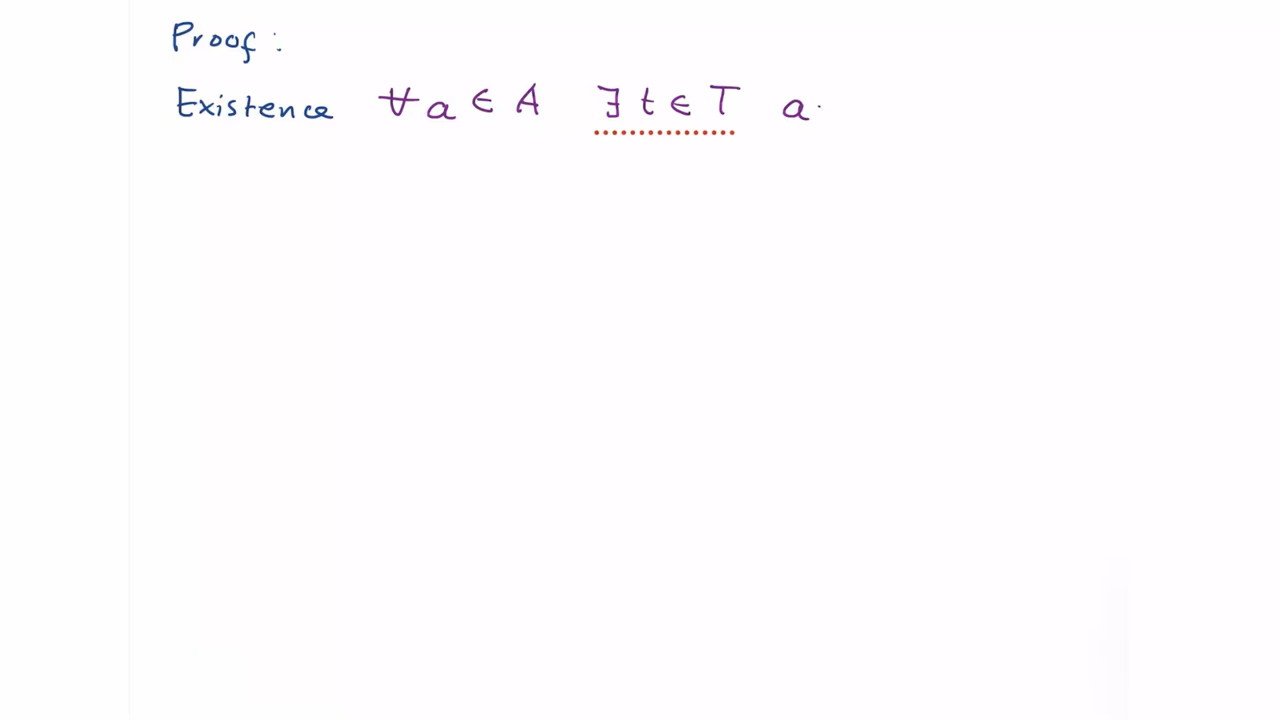 Proof:
Existence ∀ a ∈ A ∃ t ∈ T a